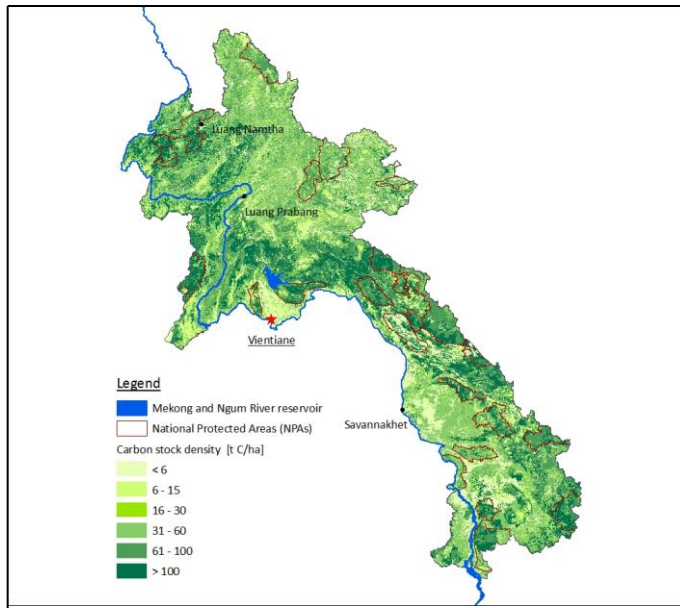 Luang Namtha
Luang Prabang
Vientiane
Savannakhet
Legend
Mekong and Ngum River reservoir
National Protected Areas (NPAs)
Carbon stock density [t C/ha]
< 6
6 - 15
16 - 30
31 - 60
61 - 100
> 100